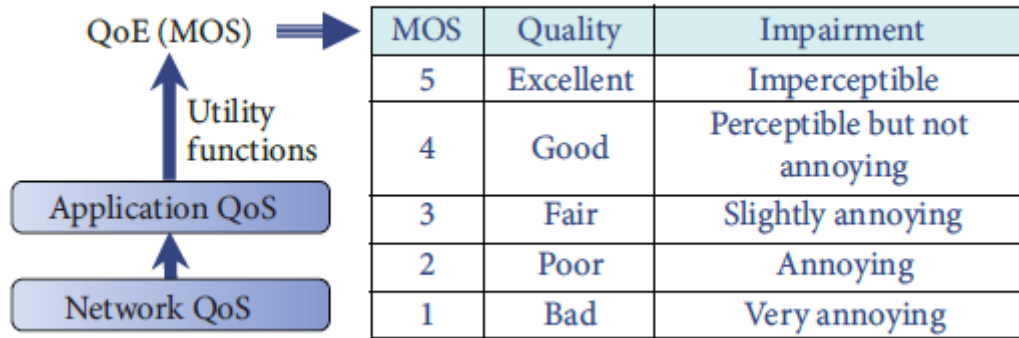 QoE (MOS)
Utility
functions
Application QoS
Network QoS
MOS Quality Impairment
5 Excellent Imperceptible
4 Good Perceptible but not
annoying
3 Fair Slightly annoying
2 Poor Annoying
1 Bad Very annoying